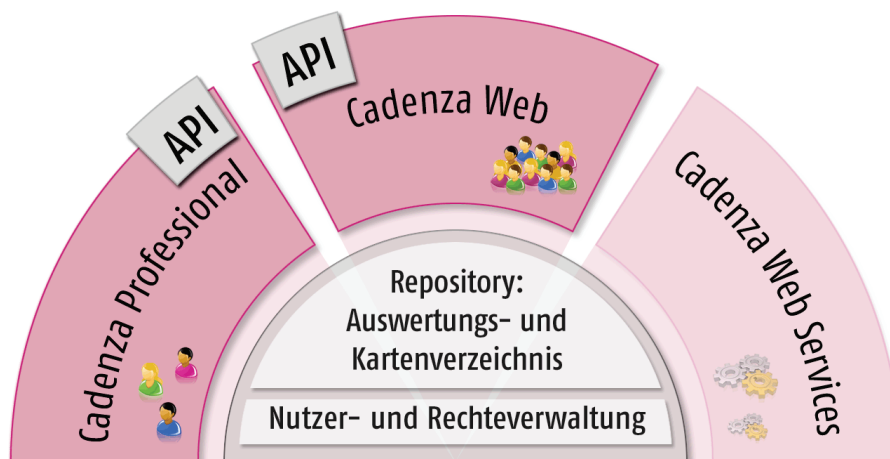 API
Cadenza Professional
API
Cadenza Web
Cadenza Web Services
Repository:
Auswertungs- und
Kartenverzeichnis
Nutzer- und Rechteverwaltung